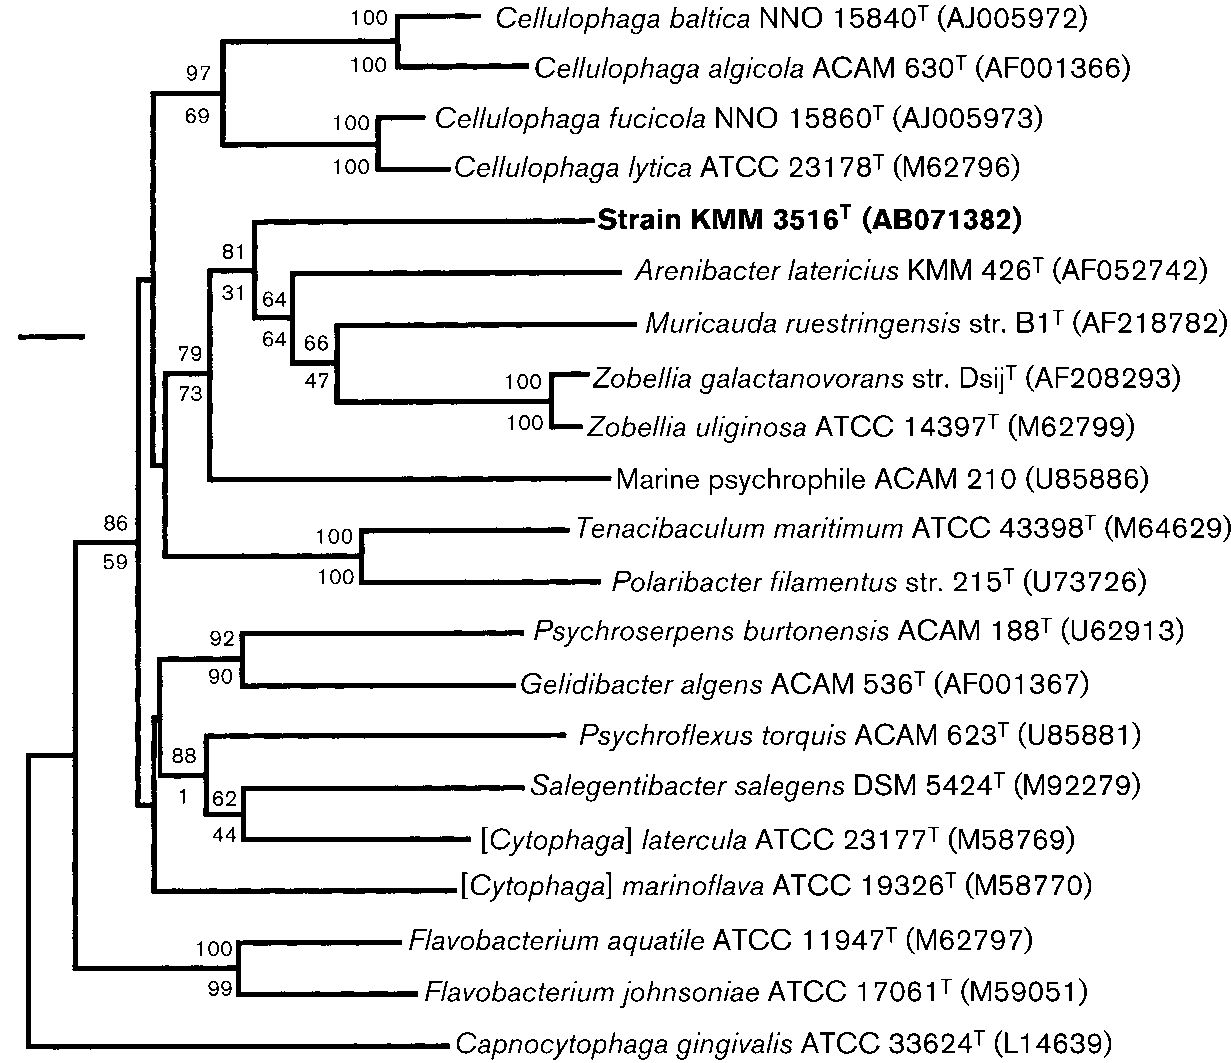 100
Cellulophaga baltica NNO 15840ᵀ (AJ005972)
100
Cellulophaga algicola ACAM 630ᵀ (AF001366)
97
69
100
Cellulophaga fucicola NNO 15860ᵀ (AJ005973)
100
Cellulophaga lytica ATCC 23178ᵀ (M62796)
Strain KMM 3516ᵀ (AB071382)
81
31
Arenibacter latericius KMM 426ᵀ (AF052742)
64
64
Muricauda ruestringensis str. B1ᵀ (AF218782)
66
47
79
73
100
Zobellia galactanovorans str. Dsijᵀ (AF208293)
100
Zobellia uliginosa ATCC 14397ᵀ (M62799)
Marine psychrophile ACAM 210 (U85886)
86
59
100
Tenacibaculum maritimum ATCC 43398ᵀ (M64629)
100
Polaribacter filamentus str. 215ᵀ (U73726)
92
Psychroserpens burtonensis ACAM 188ᵀ (U62913)
90
Gelidibacter algens ACAM 536ᵀ (AF001367)
Psychroflexus torquis ACAM 623ᵀ (U85881)
88
1
62
Salegentibacter salegens DSM 5424ᵀ (M92279)
44
[Cytophaga] latercula ATCC 23177ᵀ (M58769)
[Cytophaga] marinoflava ATCC 19326ᵀ (M58770)
100
Flavobacterium aquatile ATCC 11947ᵀ (M62797)
99
Flavobacterium johnsoniae ATCC 17061ᵀ (M59051)
Capnocytophaga gingivalis ATCC 33624ᵀ (L14639)